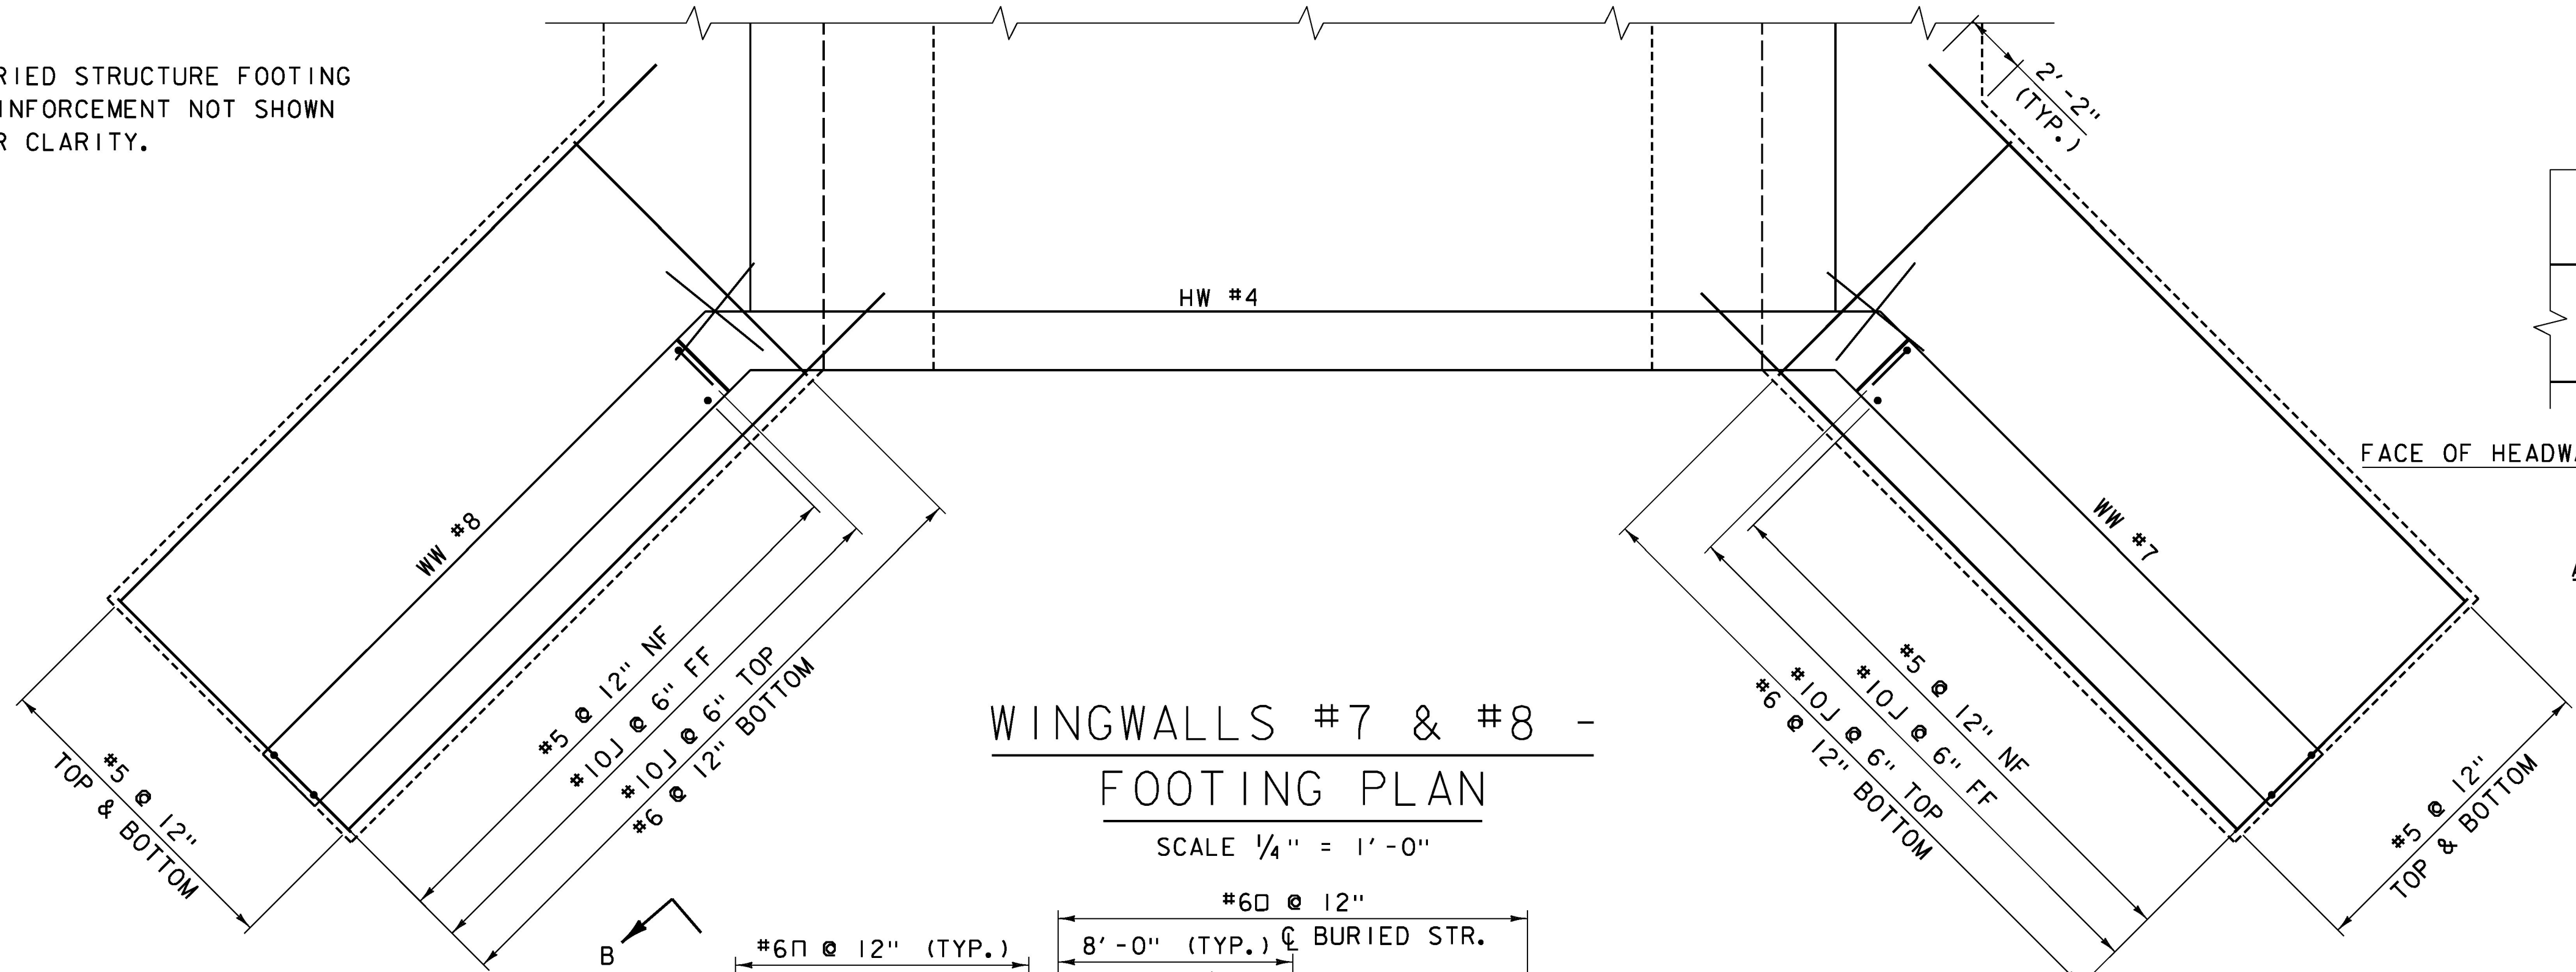 RIED STRUCTURE FOOTING
INFORCEMENT NOT SHOWN
R CLARITY.
2'-2"
(TYP.)
HW #4
FACE OF HEADWA
WW #8
WW #7
#5 @ 12" NF
#10J @ 6" FF
#10J @ 6" TOP
#6 @ 12" BOTTOM
#5 @ 12"
TOP & BOTTOM
#5 @ 12" NF
#10J @ 6" FF
#10J @ 6" TOP
#6 @ 12" BOTTOM
#5 @ 12"
TOP & BOTTOM
WINGWALLS #7 & #8 -
FOOTING PLAN
SCALE 1/4" = 1'-0"
#6□ @ 12"
℄ BURIED STR.
B
#6⊓ @ 12" (TYP.)
8'-0" (TYP.)